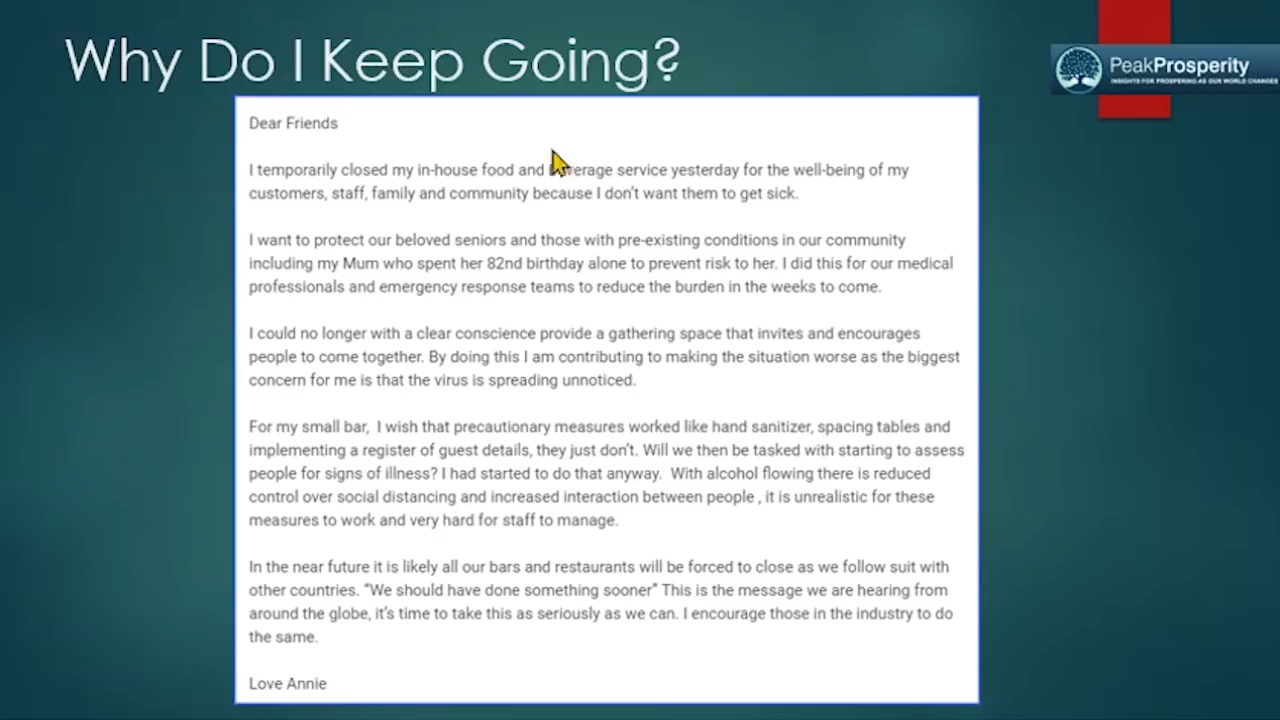 Why Do I Keep Going?
PeakProsperity
INSIGHTS FOR PROSPERING AS OUR WORLD CHANGES
Dear Friends
I temporarily closed my in-house food and beverage service yesterday for the well-being of my
customers, staff, family and community because I don't want them to get sick.
I want to protect our beloved seniors and those with pre-existing conditions in our community
including my Mum who spent her 82nd birthday alone to prevent risk to her. I did this for our medical
professionals and emergency response teams to reduce the burden in the weeks to come.
I could no longer with a clear conscience provide a gathering space that invites and encourages
people to come together. By doing this I am contributing to making the situation worse as the biggest
concern for me is that the virus is spreading unnoticed.
For my small bar,  I wish that precautionary measures worked like hand sanitizer, spacing tables and
implementing a register of guest details, they just don't. Will we then be tasked with starting to assess
people for signs of illness? I had started to do that anyway.  With alcohol flowing there is reduced
control over social distancing and increased interaction between people , it is unrealistic for these
measures to work and very hard for staff to manage.
In the near future it is likely all our bars and restaurants will be forced to close as we follow suit with
other countries. “We should have done something sooner” This is the message we are hearing from
around the globe, it's time to take this as seriously as we can. I encourage those in the industry to do
the same.
Love Annie